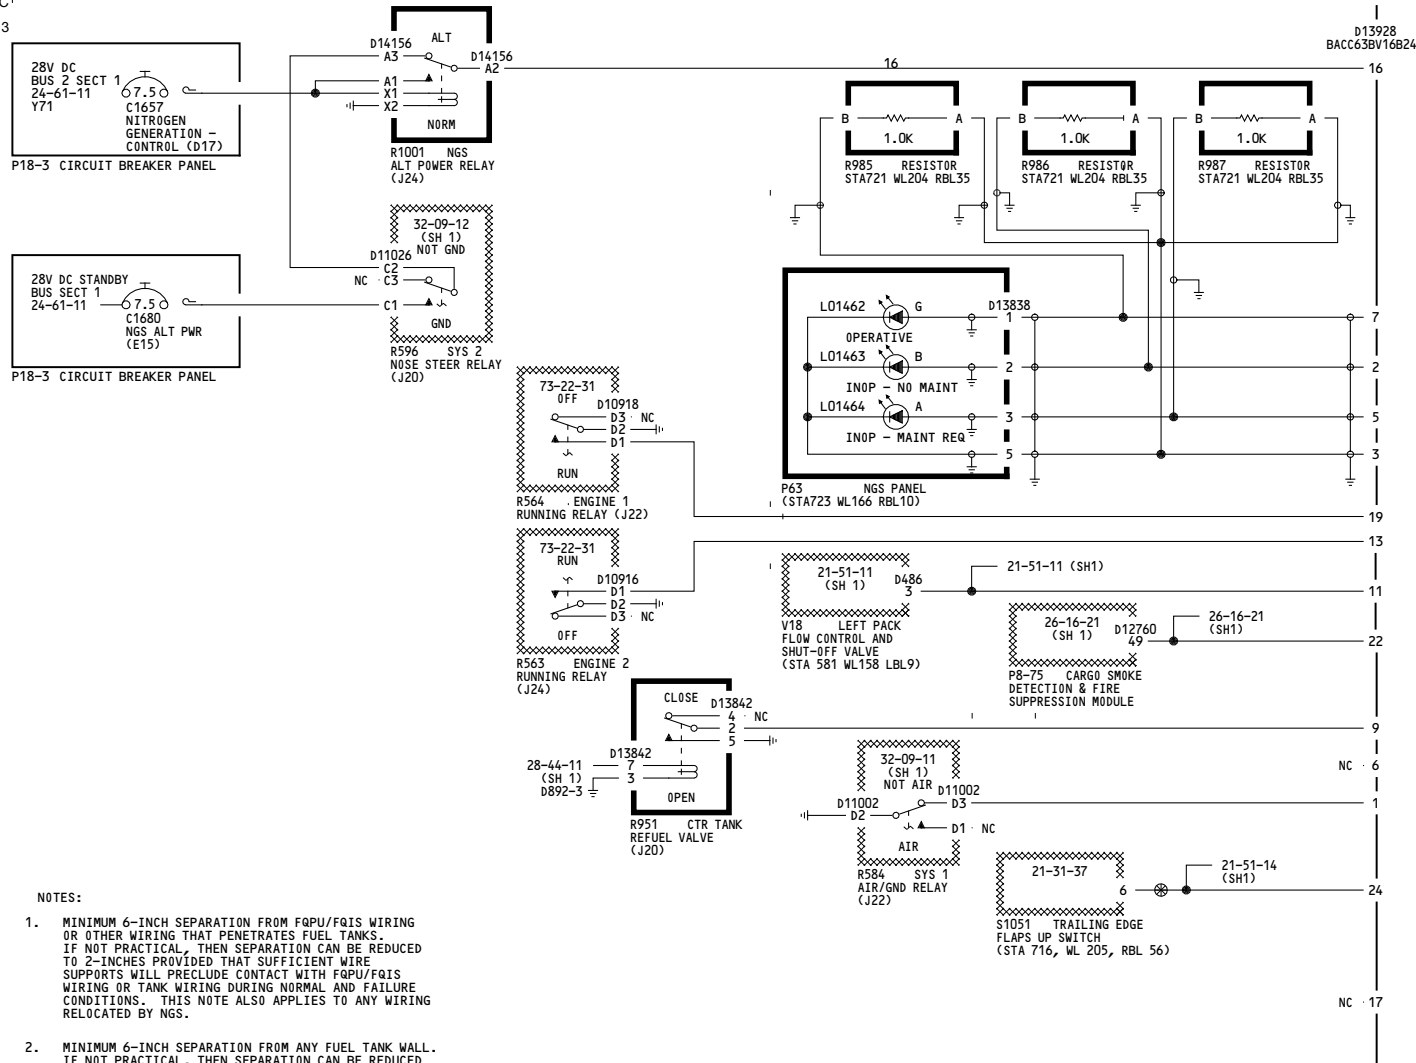 C
3
28V DC
BUS 2 SECT 1
24-61-11
Y71
7.5
C1657
NITROGEN
GENERATION -
CONTROL (D17)
P18-3 CIRCUIT BREAKER PANEL
D14156
A3
ALT
D14156
A2
A1
X1
X2
NORM
R1001 NGS
ALT POWER RELAY
(J24)
16
D13928
BACC63BV16B24
16
28V DC STANDBY
BUS SECT 1
24-61-11
7.5
C1680
NGS ALT PWR
(E15)
P18-3 CIRCUIT BREAKER PANEL
32-09-12
(SH 1)
NOT GND
D11026
C2
NC C3
C1
GND
R596 SYS 2
NOSE STEER RELAY
(J20)
B A
1.0K
R985 RESISTOR
STA721 WL204 RBL35
B A
1.0K
R986 RESISTOR
STA721 WL204 RBL35
B A
1.0K
R987 RESISTOR
STA721 WL204 RBL35
L01462 G D13838
1
OPERATIVE
7
L01463 B
2
INOP - NO MAINT
2
L01464 A
3
INOP - MAINT REQ
5
5
3
P63 NGS PANEL
(STA723 WL166 RBL10)
73-22-31
OFF
D10918
D3 NC
D2
D1
RUN
R564 ENGINE 1
RUNNING RELAY (J22)
19
73-22-31
RUN
D10916
D1
D2
D3 NC
OFF
R563 ENGINE 2
RUNNING RELAY
(J24)
13
21-51-11
(SH 1)
D486
3
21-51-11 (SH1)
11
V18 LEFT PACK
FLOW CONTROL AND
SHUT-OFF VALVE
(STA 581 WL158 LBL9)
26-16-21
(SH 1)
D12760
49
26-16-21
(SH1)
22
P8-75 CARGO SMOKE
DETECTION & FIRE
SUPPRESSION MODULE
CLOSE
D13842
4 NC
2
5
9
D13842
7
3
28-44-11
(SH 1)
D892-3
OPEN
R951 CTR TANK
REFUEL VALVE
(J20)
NC 6
32-09-11
(SH 1)
NOT AIR
D11002
D2
D11002
D3
D1 NC
AIR
1
R584 SYS 1
AIR/GND RELAY
(J22)
21-31-37
6
21-51-14
(SH1)
24
S1051 TRAILING EDGE
FLAPS UP SWITCH
(STA 716, WL 205, RBL 56)
NC 17
NOTES:
1. MINIMUM 6-INCH SEPARATION FROM FQPU/FQIS WIRING
OR OTHER WIRING THAT PENETRATES FUEL TANKS.
IF NOT PRACTICAL, THEN SEPARATION CAN BE REDUCED
TO 2-INCHES PROVIDED THAT SUFFICIENT WIRE
SUPPORTS WILL PRECLUDE CONTACT WITH FQPU/FQIS
WIRING OR TANK WIRING DURING NORMAL AND FAILURE
CONDITIONS. THIS NOTE ALSO APPLIES TO ANY WIRING
RELOCATED BY NGS.
2. MINIMUM 6-INCH SEPARATION FROM ANY FUEL TANK WALL.
IF NOT PRACTICAL, THEN SEPARATION CAN BE REDUCED